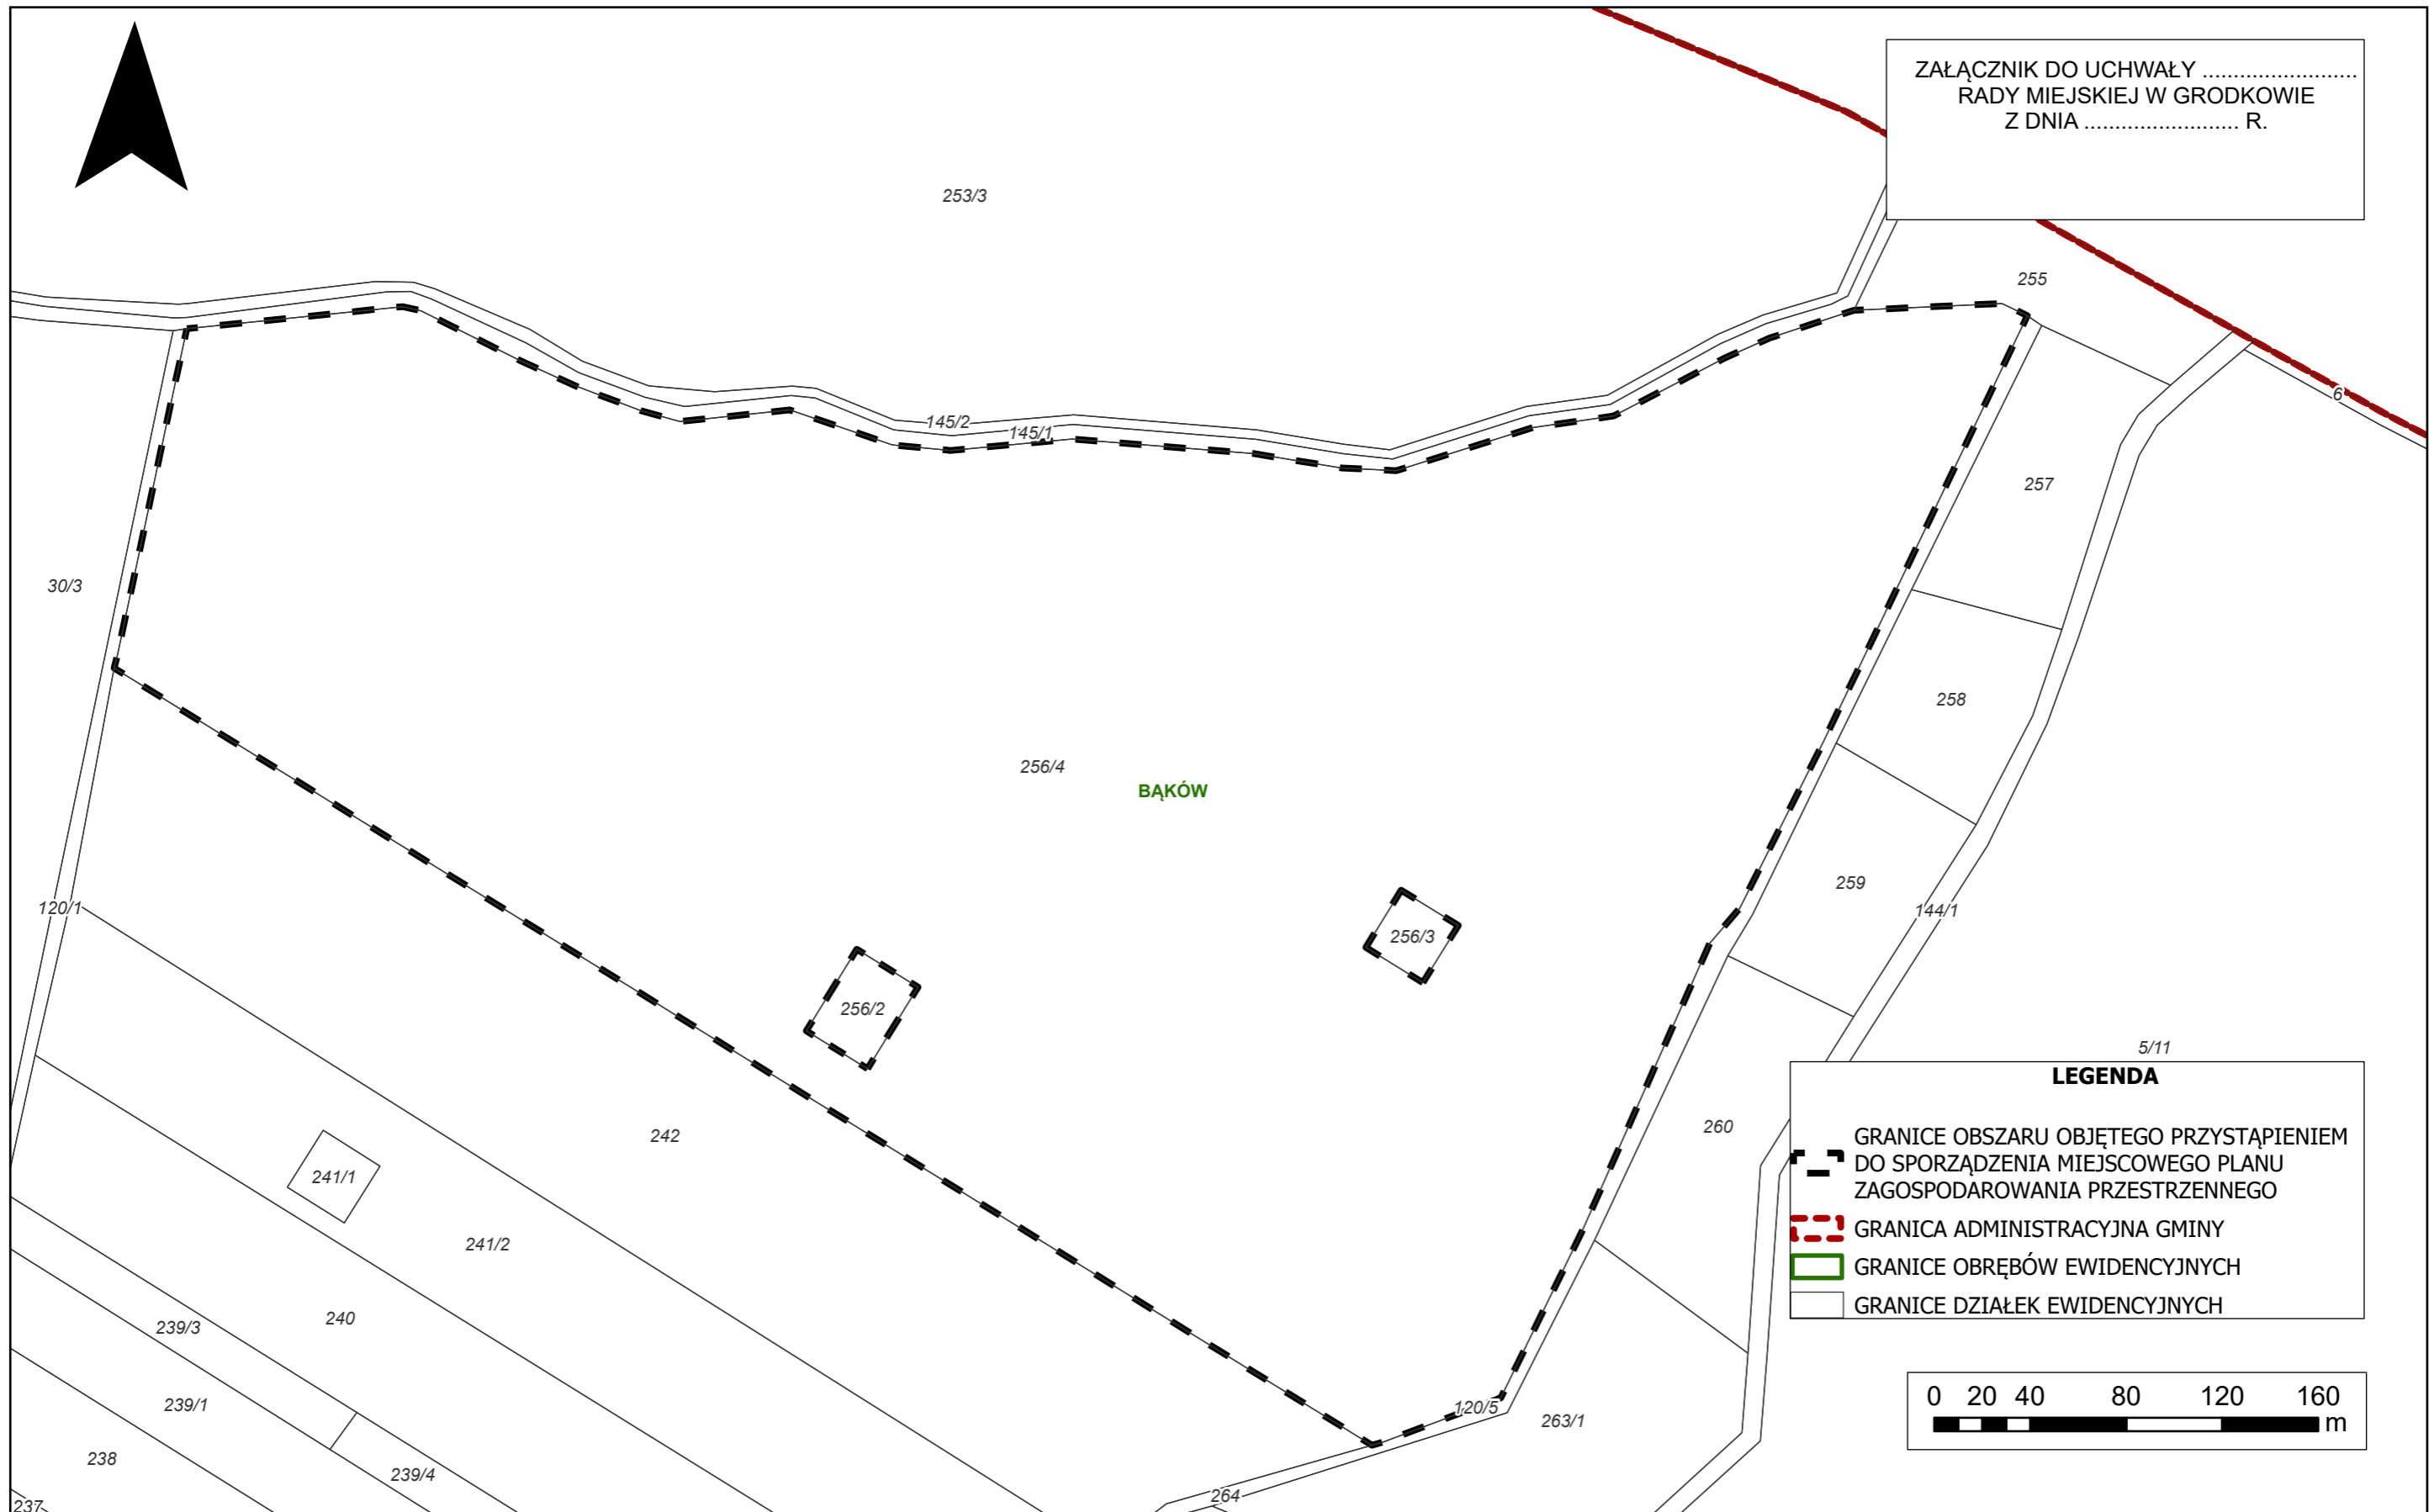 ZAŁĄCZNIK DO UCHWAŁY .........................
RADY MIEJSKIEJ W GRODKOWIE
Z DNIA ......................... R.
253/3
255
6
145/2
145/1
257
30/3
258
256/4
BĄKÓW
259
120/1
144/1
256/3
256/2
5/11
260
242
241/1
241/2
240
239/3
239/1
120/5
263/1
238
239/4
264
237
LEGENDA
GRANICE OBSZARU OBJĘTEGO PRZYSTĄPIENIEM
DO SPORZĄDZENIA MIEJSCOWEGO PLANU
ZAGOSPODAROWANIA PRZESTRZENNEGO
GRANICA ADMINISTRACYJNA GMINY
GRANICE OBRĘBÓW EWIDENCYJNYCH
GRANICE DZIAŁEK EWIDENCYJNYCH
0 20 40 80 120 160
m